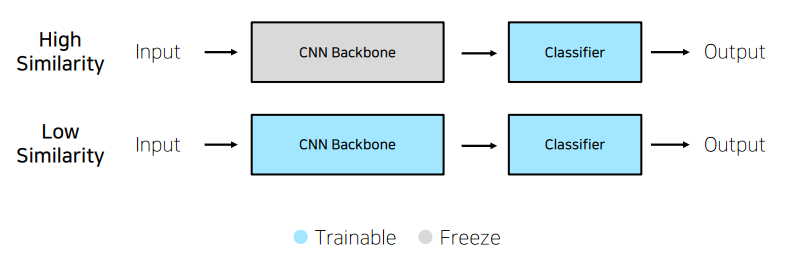 High
Similarity
Input
CNN Backbone
Classifier
Output
Low
Similarity
Input
CNN Backbone
Classifier
Output
Trainable
Freeze